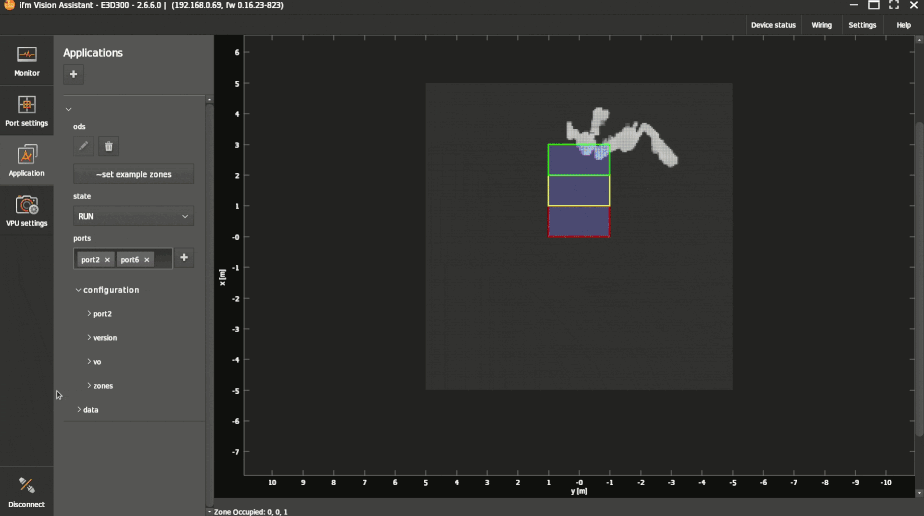 ifm Vision Assistant - E3D300 - 2.6.6.0 | (192.168.0.69, fw 0.16.23-823)
Device status
Wiring
Settings
Help
Monitor
Port settings
Application
VPU settings
Disconnect
Applications
+
ods
~set example zones
state
RUN
ports
port2 ×
port6 ×
+
configuration
port2
version
vo
zones
data
x [m]
6
5
4
3
2
1
-0
-1
-2
-3
-4
-5
-6
-7
10 9 8 7 6 5 4 3 2 1 -0 -1 -2 -3 -4 -5 -6 -7 -8 -9 -10
y [m]
- Zone Occupied: 0, 0, 1